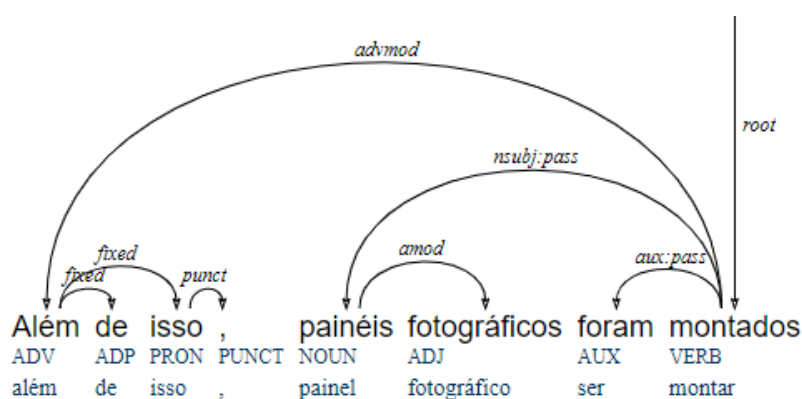 advmod
root
nsubj:pass
fixed
amod
aux:pass
fixed
punct
Além de isso , painéis fotográficos foram montados
ADV ADP PRON PUNCT NOUN ADJ AUX VERB
além de isso , painel fotográfico ser montar